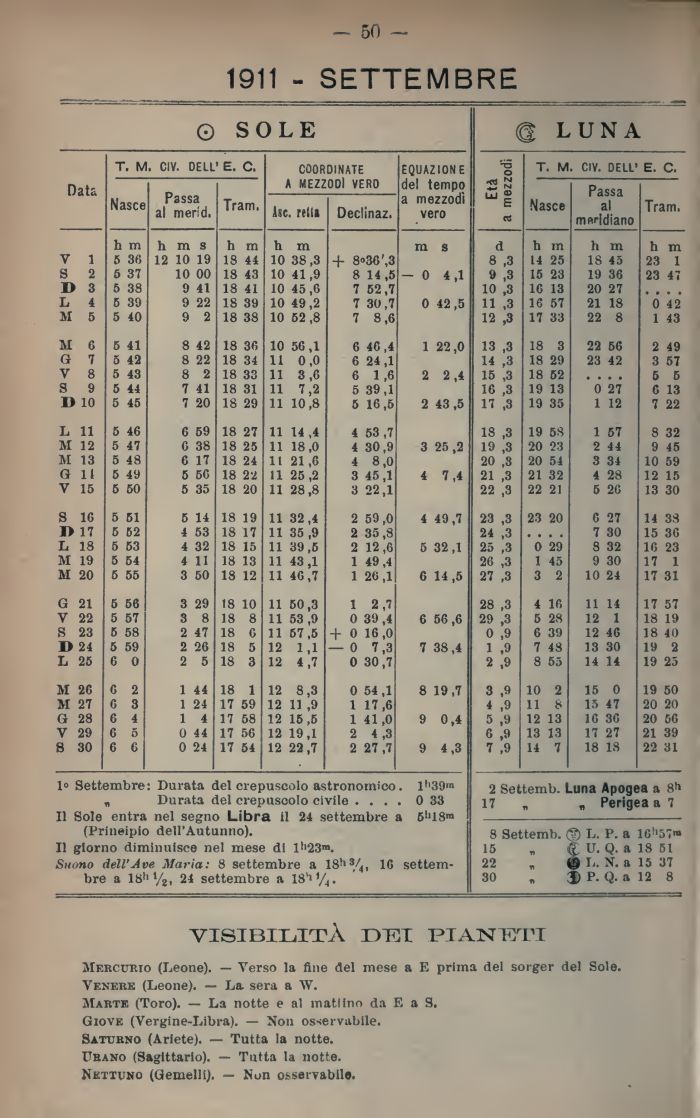 — 50 —
1911 - SETTEMBRE
☉ SOLE
☾ LUNA
Data
T. M. CIV. DELL' E. C.
COORDINATE A MEZZODÌ VERO
EQUAZIONE del tempo a mezzodì vero
Età a mezzodì
T. M. CIV. DELL' E. C.
Nasce Passa al merid. Tram. Asc. retta Declinaz. Nasce Passa al meridiano Tram.
h m h m s h m h m m s d h m h m h m
V 1 5 36 12 10 19 18 44 10 38,3 + 8°36',3 8,3 14 25 18 45 23 1
S 2 5 37 10 00 18 43 10 41,9 8 14,5 — 0 4,1 9,3 15 23 19 36 23 47
D 3 5 38 9 41 18 41 10 45,6 7 52,7 10,3 16 13 20 27 . . . .
L 4 5 39 9 22 18 39 10 49,2 7 30,7 0 42,5 11,3 16 57 21 18 0 42
M 5 5 40 9 2 18 38 10 52,8 7 8,6 12,3 17 33 22 8 1 43
M 6 5 41 8 42 18 36 10 56,1 6 46,4 1 22,0 13,3 18 3 22 56 2 49
G 7 5 42 8 22 18 34 11 0,0 6 24,1 14,3 18 29 23 42 3 57
V 8 5 43 8 2 18 33 11 3,6 6 1,6 2 2,4 15,3 18 52 . . . . 5 5
S 9 5 44 7 41 18 31 11 7,2 5 39,1 16,3 19 13 0 27 6 13
D 10 5 45 7 20 18 29 11 10,8 5 16,5 2 43,5 17,3 19 35 1 12 7 22
L 11 5 46 6 59 18 27 11 14,4 4 53,7 18,3 19 58 1 57 8 32
M 12 5 47 6 38 18 25 11 18,0 4 30,9 3 25,2 19,3 20 23 2 44 9 45
M 13 5 48 6 17 18 24 11 21,6 4 8,0 20,3 20 54 3 34 10 59
G 14 5 49 5 56 18 22 11 25,2 3 45,1 4 7,4 21,3 21 32 4 28 12 15
V 15 5 50 5 35 18 20 11 28,8 3 22,1 22,3 22 21 5 26 13 30
S 16 5 51 5 14 18 19 11 32,4 2 59,0 4 49,7 23,3 23 20 6 27 14 38
D 17 5 52 4 53 18 17 11 35,9 2 35,8 24,3 . . . . 7 30 15 36
L 18 5 53 4 32 18 15 11 39,5 2 12,6 5 32,1 25,3 0 29 8 32 16 23
M 19 5 54 4 11 18 13 11 43,1 1 49,4 26,3 1 45 9 30 17 1
M 20 5 55 3 50 18 12 11 46,7 1 26,1 6 14,5 27,3 3 2 10 24 17 31
G 21 5 56 3 29 18 10 11 50,3 1 2,7 28,3 4 16 11 14 17 57
V 22 5 57 3 8 18 8 11 53,9 0 39,4 6 56,6 29,3 5 28 12 1 18 19
S 23 5 58 2 47 18 6 11 57,5 + 0 16,0 0,9 6 39 12 46 18 40
D 24 5 59 2 26 18 5 12 1,1 — 0 7,3 7 38,4 1,9 7 48 13 30 19 2
L 25 6 0 2 5 18 3 12 4,7 0 30,7 2,9 8 55 14 14 19 25
M 26 6 2 1 44 18 1 12 8,3 0 54,1 8 19,7 3,9 10 2 15 0 19 50
M 27 6 3 1 24 17 59 12 11,9 1 17,6 4,9 11 8 15 47 20 20
G 28 6 4 1 4 17 58 12 15,5 1 41,0 9 0,4 5,9 12 13 16 36 20 56
V 29 6 5 0 44 17 56 12 19,1 2 4,3 6,9 13 13 17 27 21 39
S 30 6 6 0 24 17 54 12 22,7 2 27,7 9 4,3 7,9 14 7 18 18 22 31
1º Settembre: Durata del crepuscolo astronomico. 1h39m
„ Durata del crepuscolo civile . . . . 0 33
Il Sole entra nel segno Libra il 24 settembre a 5h18m
(Principio dell'Autunno).
Il giorno diminuisce nel mese di 1h23m.
Suono dell'Ave Maria: 8 settembre a 18h 3/4, 16 settem-
bre a 18h 1/2, 24 settembre a 18h 1/4.
2 Settemb. Luna Apogea a 8h
17 „ „ Perigea a 7
8 Settemb. L. P. a 16h57m
15 „ U. Q. a 18 51
22 „ L. N. a 15 37
30 „ P. Q. a 12 8
VISIBILITÀ DEI PIANETI
MERCURIO (Leone). — Verso la fine del mese a E prima del sorger del Sole.
VENERE (Leone). — La sera a W.
MARTE (Toro). — La notte e al mattino da E a S.
GIOVE (Vergine-Libra). — Non osservabile.
SATURNO (Ariete). — Tutta la notte.
URANO (Sagittario). — Tutta la notte.
NETTUNO (Gemelli). — Non osservabile.